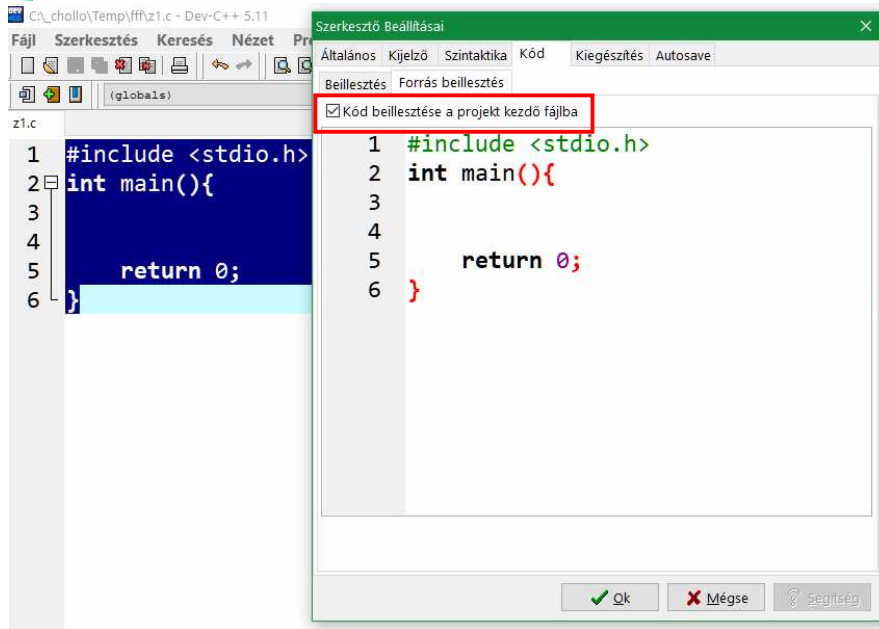 C:\_chollo\Temp\fff\z1.c - Dev-C++ 5.11
Fájl Szerkesztés Keresés Nézet
(globals)
z1.c
1 #include <stdio.h>
2 int main(){
3
4
5 return 0;
6 }
Szerkesztő Beállításai
Általános Kijelző Szintaktika Kód Kiegészítés Autosave
Beillesztés Forrás beillesztés
Kód beillesztése a projekt kezdő fájlba
1 #include <stdio.h>
2 int main(){
3
4
5 return 0;
6 }
Ok Mégse Segítség